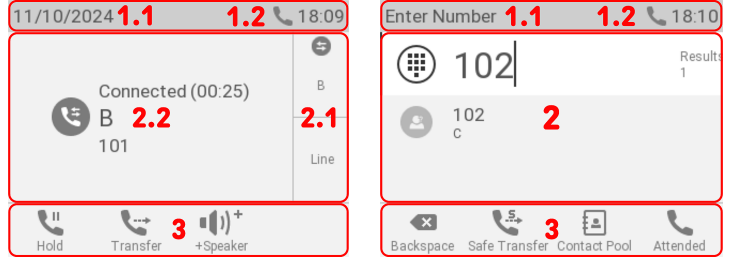 11/10/2024 1.1 1.2 18:09
Connected (00:25)
B 2.2
101
B
2.1
Line
3
Hold Transfer +Speaker
Enter Number 1.1 1.2 18:10
102
Results
1
102
C
2
S
3
Backspace Safe Transfer Contact Pool Attended